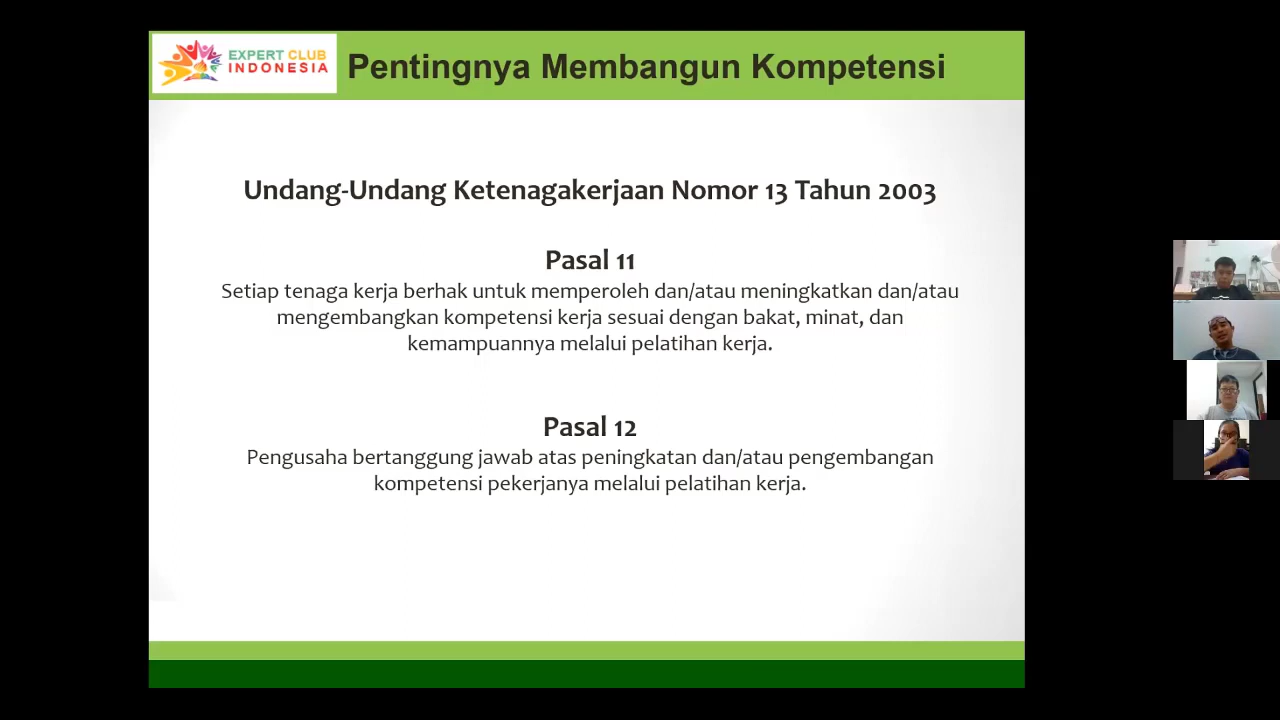 EXPERT CLUB
INDONESIA
Pentingnya Membangun Kompetensi
Undang-Undang Ketenagakerjaan Nomor 13 Tahun 2003
Pasal 11
Setiap tenaga kerja berhak untuk memperoleh dan/atau meningkatkan dan/atau
mengembangkan kompetensi kerja sesuai dengan bakat, minat, dan
kemampuannya melalui pelatihan kerja.
Pasal 12
Pengusaha bertanggung jawab atas peningkatan dan/atau pengembangan
kompetensi pekerjanya melalui pelatihan kerja.